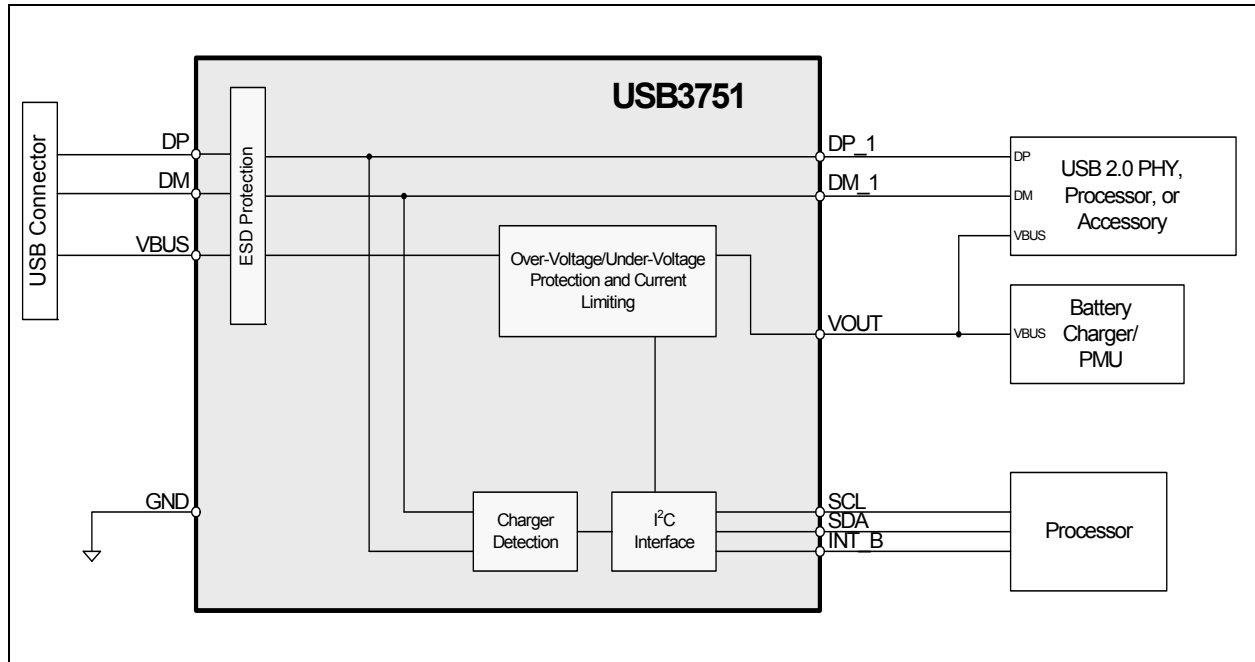 USB3751
USB Connector
DP
DM
VBUS
GND
ESD Protection
Over-Voltage/Under-Voltage
Protection and Current
Limiting
Charger
Detection
I²C
Interface
DP_1
DM_1
VOUT
SCL
SDA
INT_B
DP
DM
VBUS
USB 2.0 PHY,
Processor, or
Accessory
VBUS
Battery
Charger/
PMU
Processor